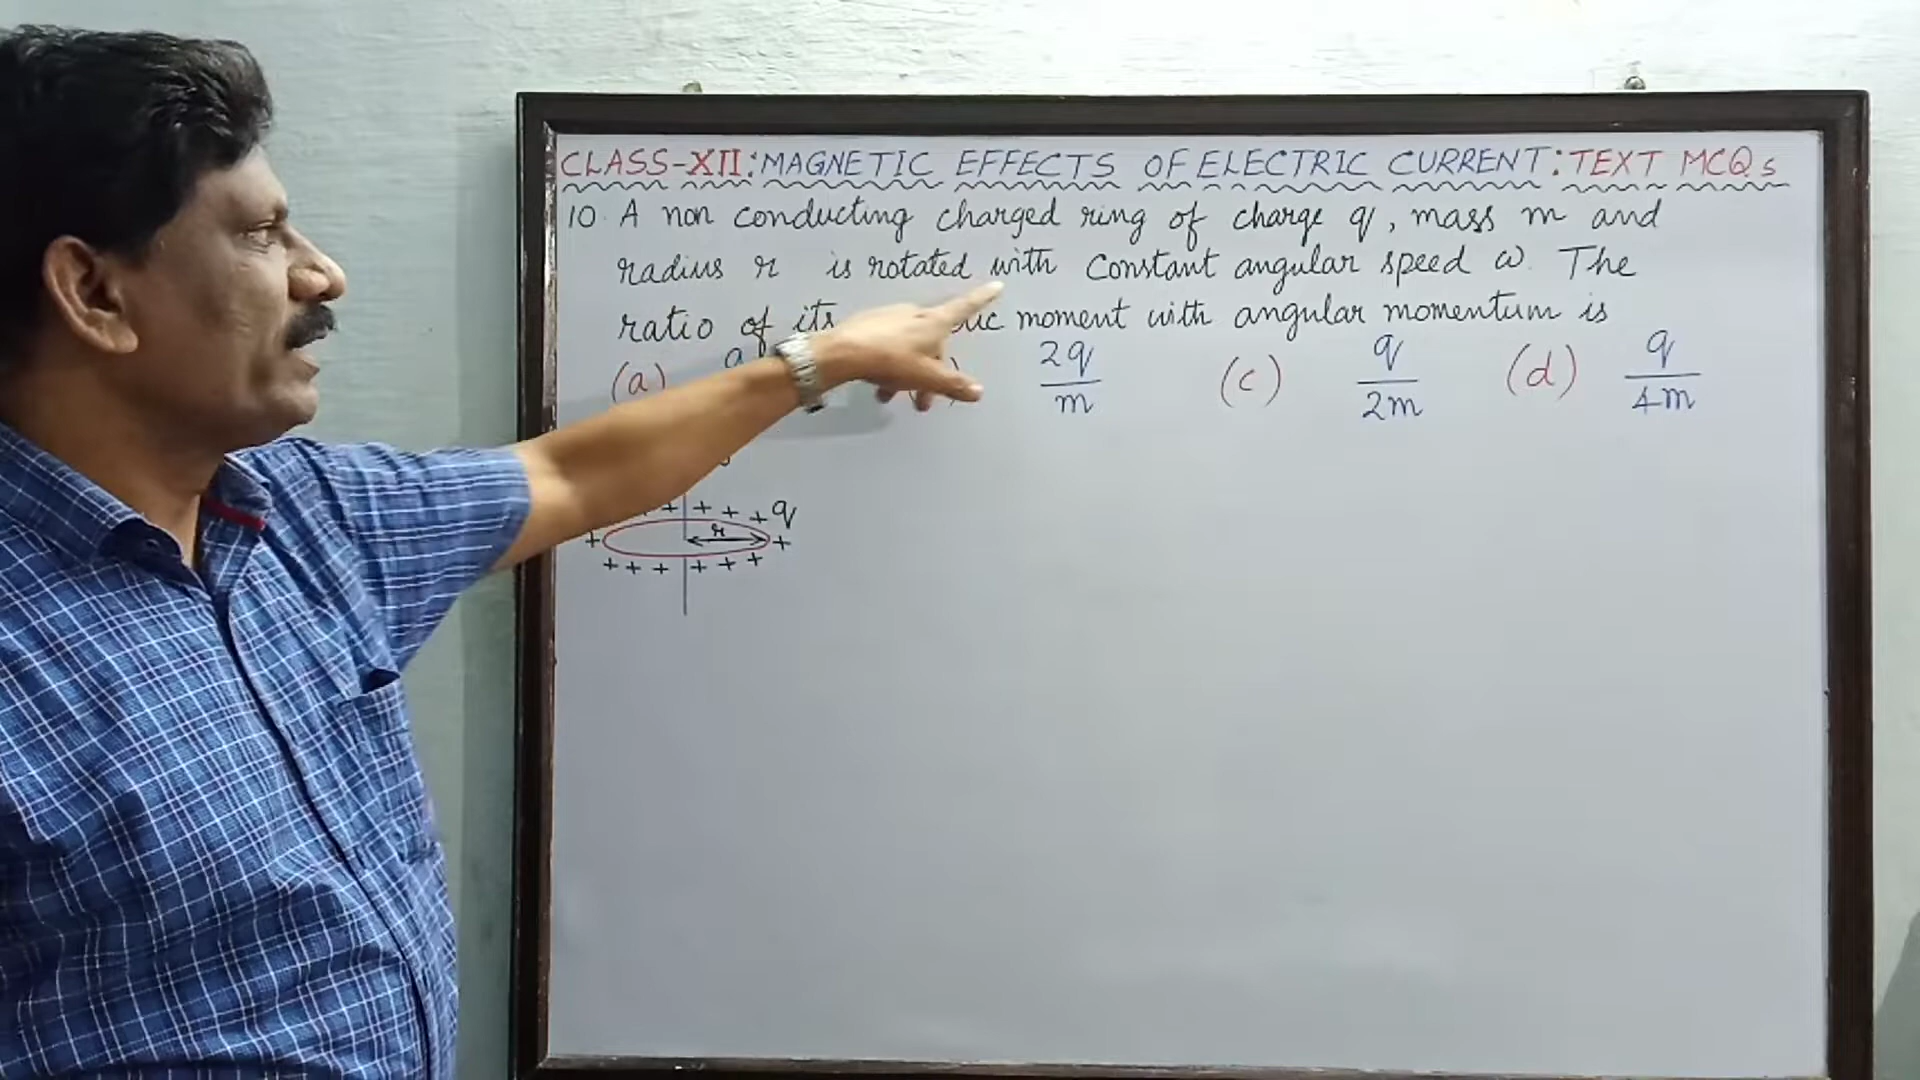 CLASS-XII: MAGNETIC EFFECTS OF ELECTRIC CURRENT: TEXT MCQs
10. A non conducting charged ring of charge q, mass m and
radius r is rotated with Constant angular speed ω. The
ratio of its moment with angular momentum is
(a) (b) 2q/m (c) q/2m (d) q/4m
+ + + + q
+ r +
+ + + + + +